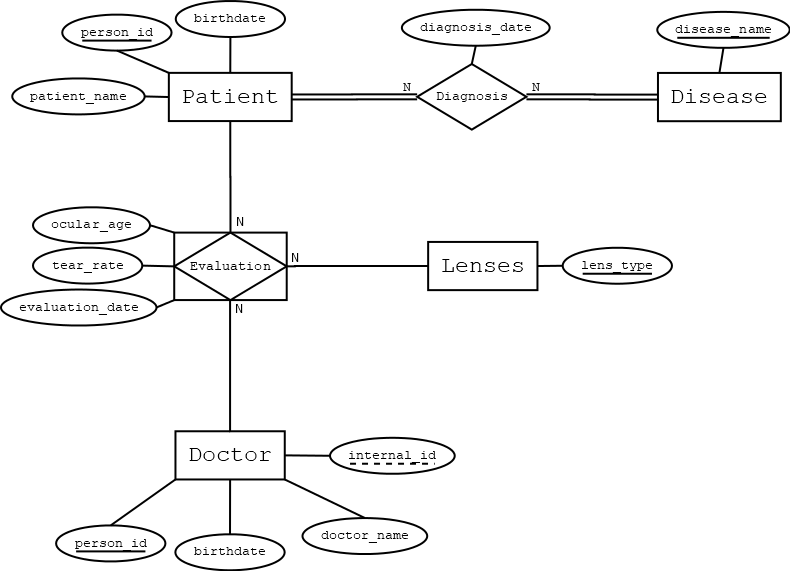 birthdate
person_id
diagnosis_date
disease_name
patient_name
Patient
N
Diagnosis
N
Disease
N
ocular_age
tear_rate
Evaluation
N
Lenses
lens_type
evaluation_date
N
Doctor
internal_id
person_id
birthdate
doctor_name